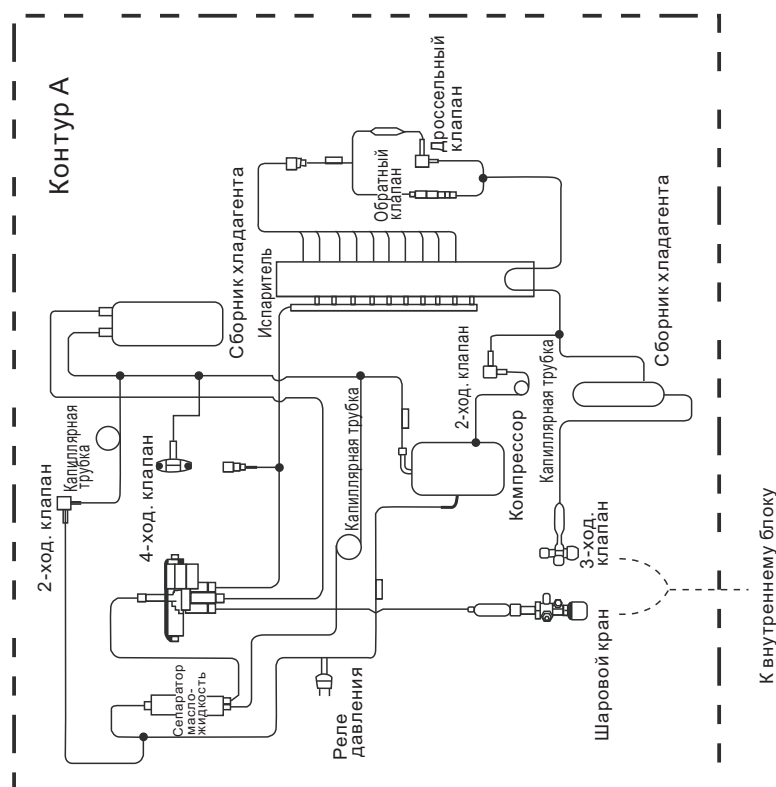 Контур A
Сборник хладагента
Испаритель
Обратный
клапан
Дроссельный
клапан
Сборник хладагента
2-ход. клапан
Капиллярная трубка
Компрессор
Капиллярная трубка
4-ход. клапан
Капиллярная
трубка
2-ход. клапан
Сепаратор
масло-
жидкость
Реле
давления
Шаровой кран
3-ход.
клапан
К внутреннему блоку